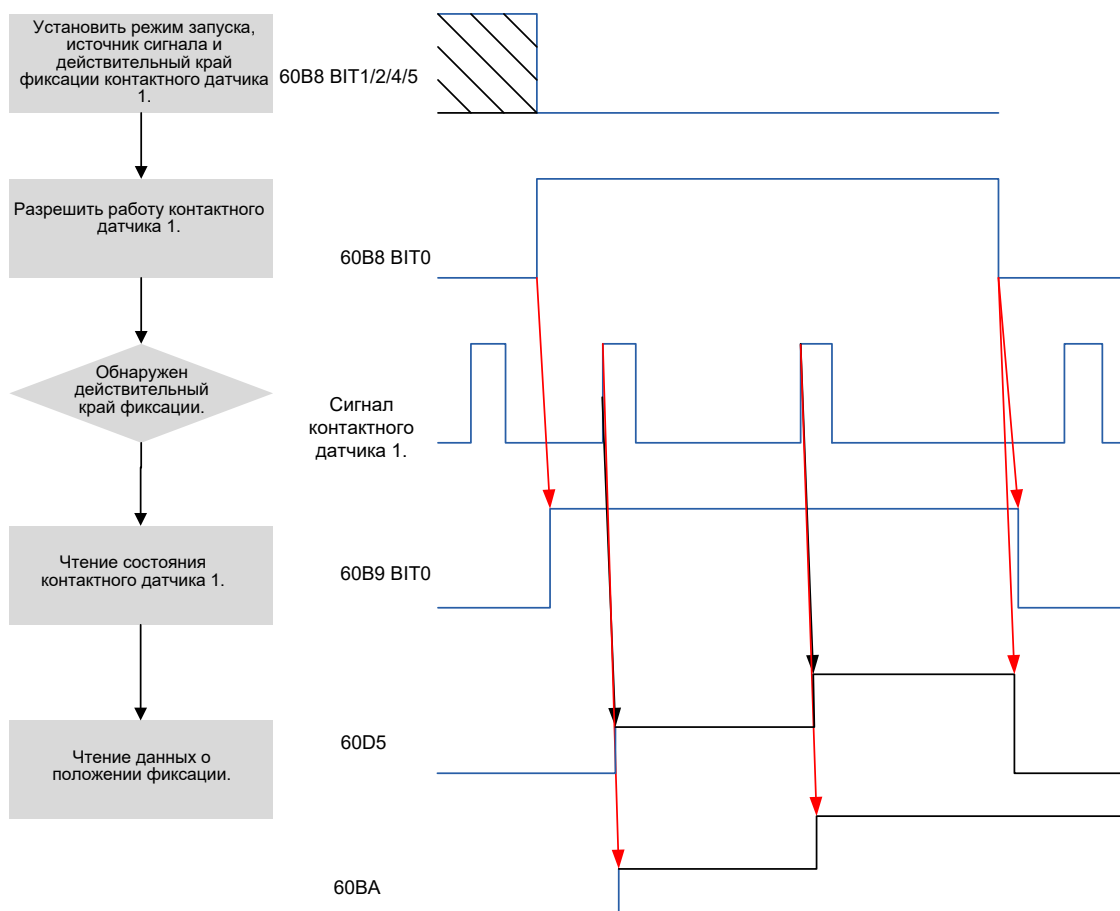 Установить режим запуска,
источник сигнала и
действительный край
фиксации контактного датчика
1.
60B8 BIT1/2/4/5
Разрешить работу контактного
датчика 1.
60B8 BIT0
Обнаружен
действительный
край фиксации.
Сигнал
контактного
датчика 1.
Чтение состояния
контактного датчика 1.
60B9 BIT0
Чтение данных о
положении фиксации.
60D5
60BA